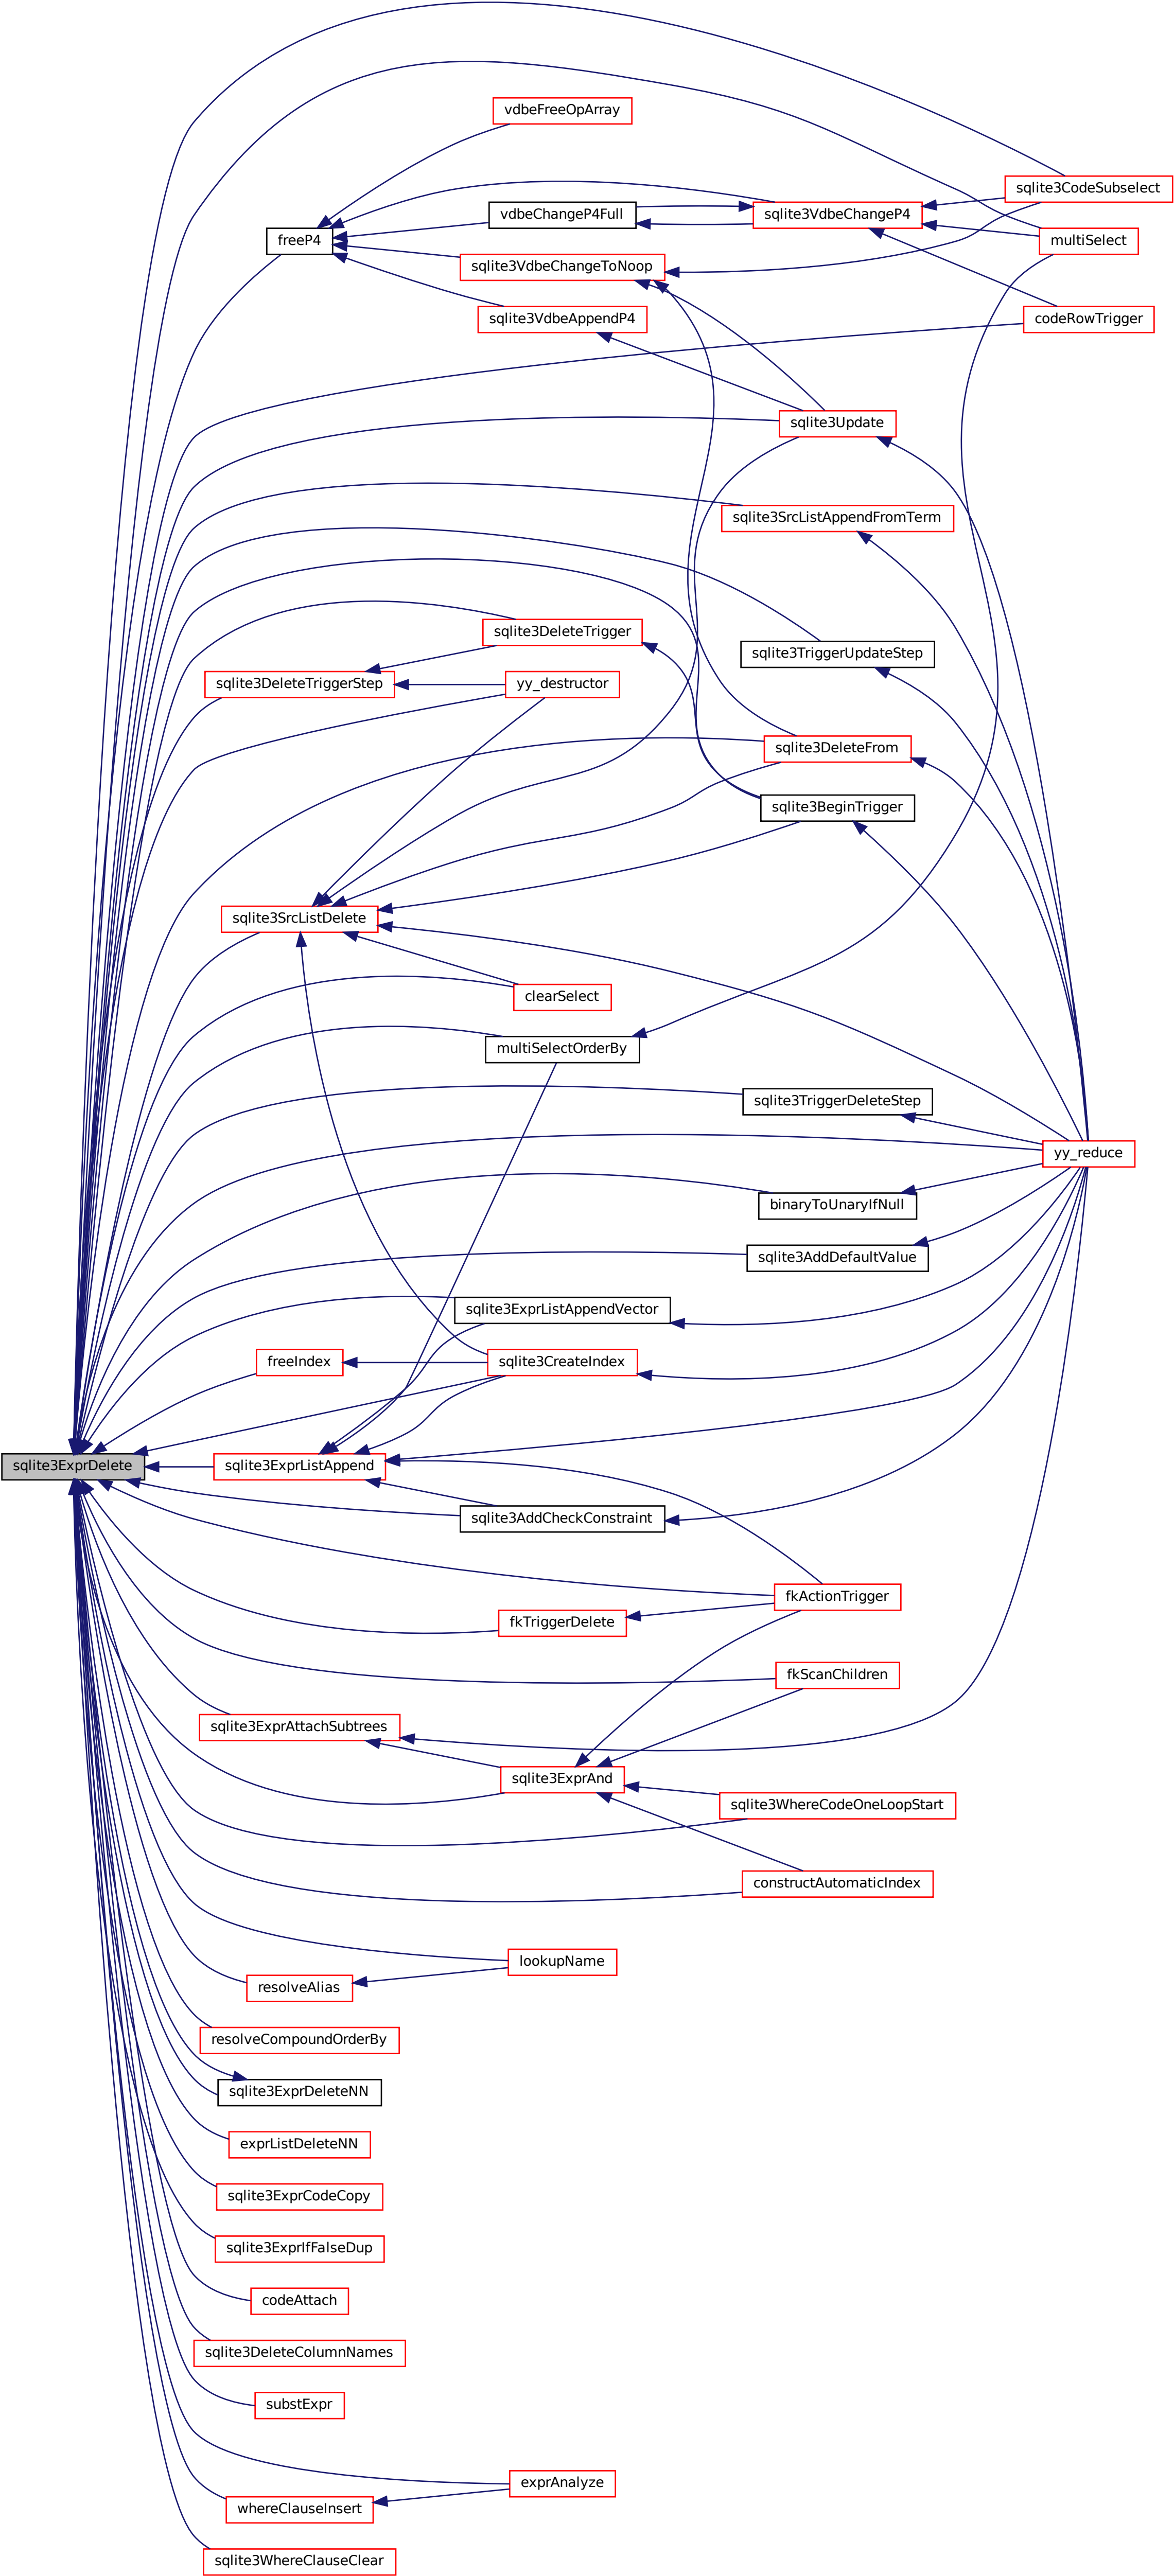 vdbeFreeOpArray
sqlite3CodeSubselect
vdbeChangeP4Full
sqlite3VdbeChangeP4
freeP4
multiSelect
sqlite3VdbeChangeToNoop
sqlite3VdbeAppendP4
codeRowTrigger
sqlite3Update
sqlite3SrcListAppendFromTerm
sqlite3DeleteTrigger
sqlite3TriggerUpdateStep
sqlite3DeleteTriggerStep
yy_destructor
sqlite3DeleteFrom
sqlite3BeginTrigger
sqlite3SrcListDelete
clearSelect
multiSelectOrderBy
sqlite3TriggerDeleteStep
yy_reduce
binaryToUnaryIfNull
sqlite3AddDefaultValue
sqlite3ExprListAppendVector
freeIndex
sqlite3CreateIndex
sqlite3ExprDelete
sqlite3ExprListAppend
sqlite3AddCheckConstraint
fkActionTrigger
fkTriggerDelete
fkScanChildren
sqlite3ExprAttachSubtrees
sqlite3ExprAnd
sqlite3WhereCodeOneLoopStart
constructAutomaticIndex
lookupName
resolveAlias
resolveCompoundOrderBy
sqlite3ExprDeleteNN
exprListDeleteNN
sqlite3ExprCodeCopy
sqlite3ExprIfFalseDup
codeAttach
sqlite3DeleteColumnNames
substExpr
exprAnalyze
whereClauseInsert
sqlite3WhereClauseClear